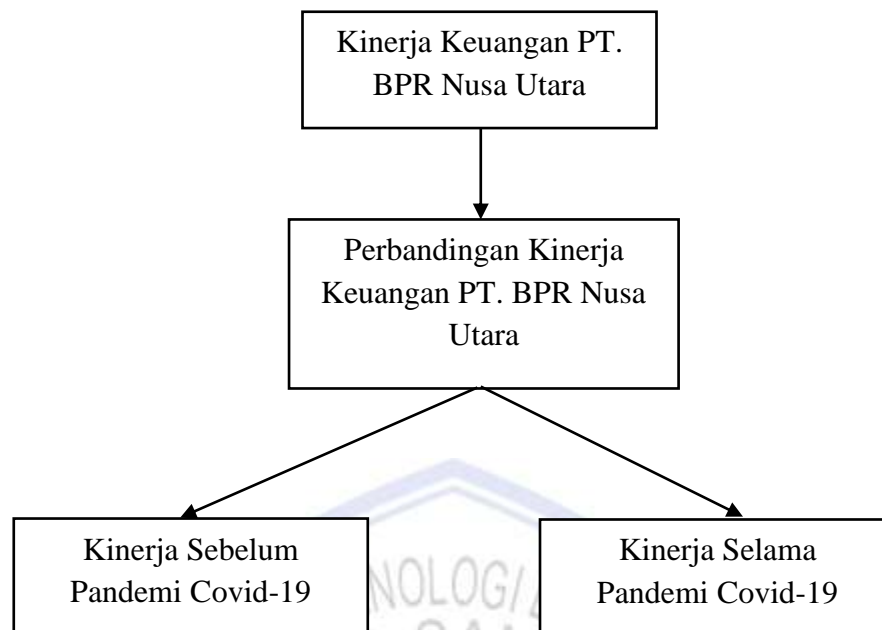 Kinerja Keuangan PT.
BPR Nusa Utara
Perbandingan Kinerja
Keuangan PT. BPR Nusa
Utara
Kinerja Sebelum
Pandemi Covid-19
Kinerja Selama
Pandemi Covid-19